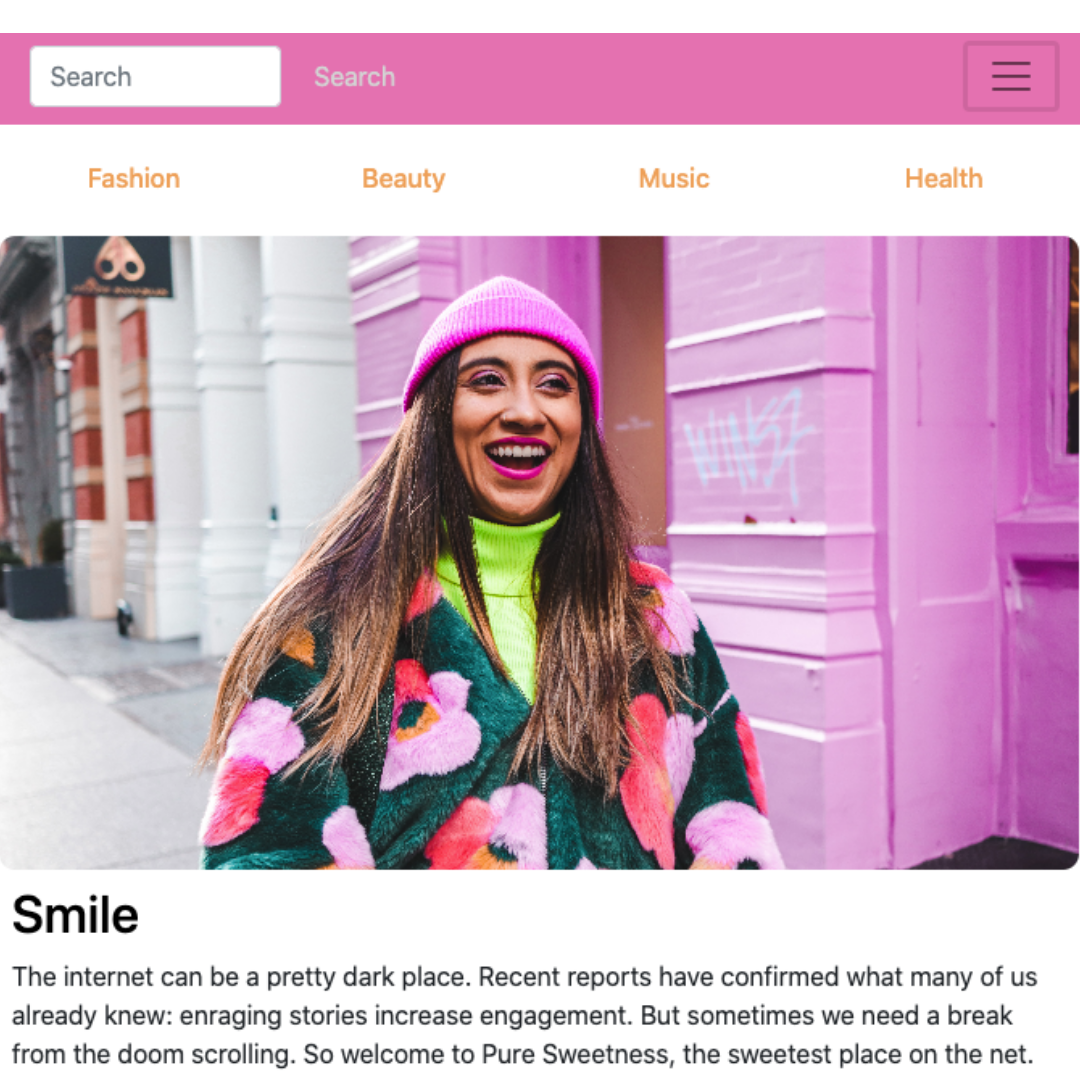 Search Search
Fashion Beauty Music Health
WINSZ
Smile
The internet can be a pretty dark place. Recent reports have confirmed what many of us
already knew: enraging stories increase engagement. But sometimes we need a break
from the doom scrolling. So welcome to Pure Sweetness, the sweetest place on the net.